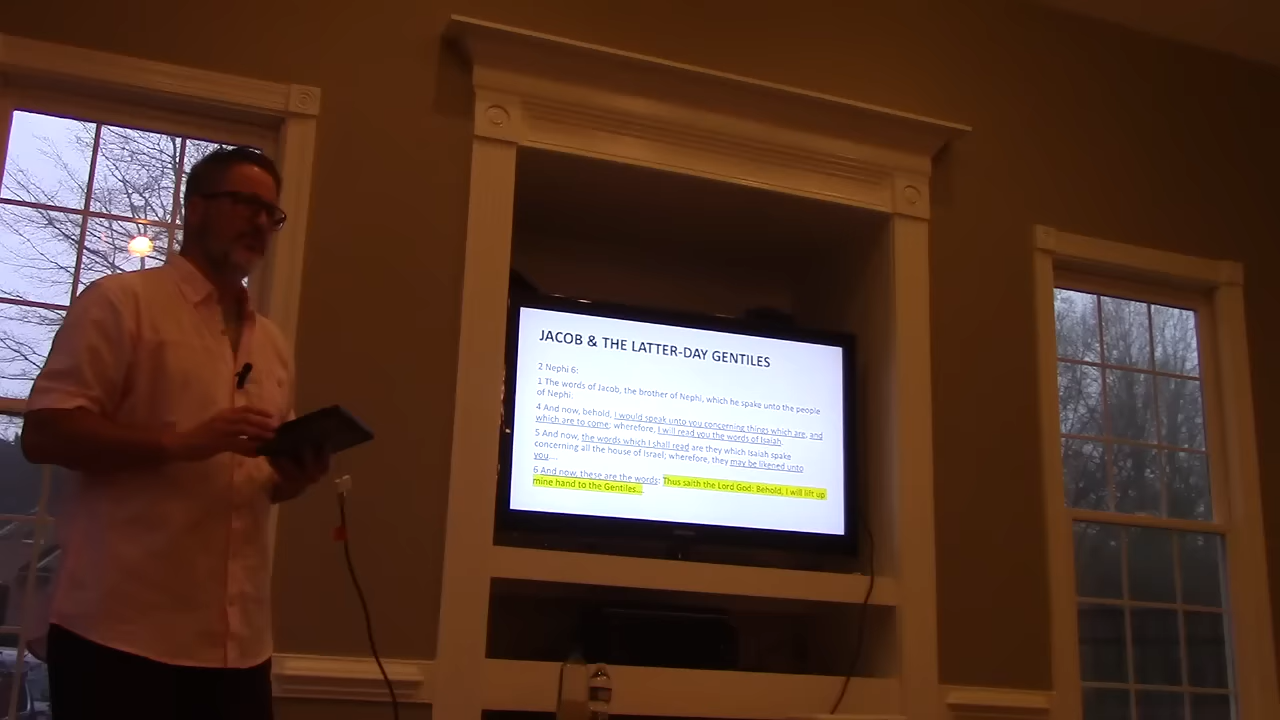 JACOB & THE LATTER-DAY GENTILES
2 Nephi 6:
1 The words of Jacob, the brother of Nephi, which he spake unto the people
of Nephi:
4 And now, behold, I would speak unto you concerning things which are, and
which are to come; wherefore, I will read you the words of Isaiah.
5 And now, the words which I shall read are they which Isaiah spake
concerning all the house of Israel; wherefore, they may be likened unto
you....
6 And now, these are the words: Thus saith the Lord God: Behold, I will lift up
mine hand to the Gentiles...